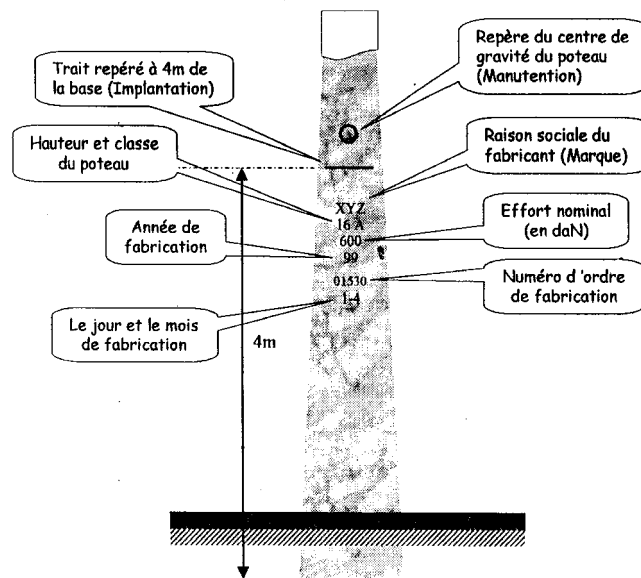 Repère du centre de
gravité du poteau
(Manutention)
Trait repéré à 4m de
la base (Implantation)
Hauteur et classe
du poteau
Raison sociale du
fabricant (Marque)
XYZ
16 A
600
99
01530
1-4
Année de
fabrication
Effort nominal
(en daN)
Numéro d 'ordre
de fabrication
Le jour et le mois
de fabrication
4m